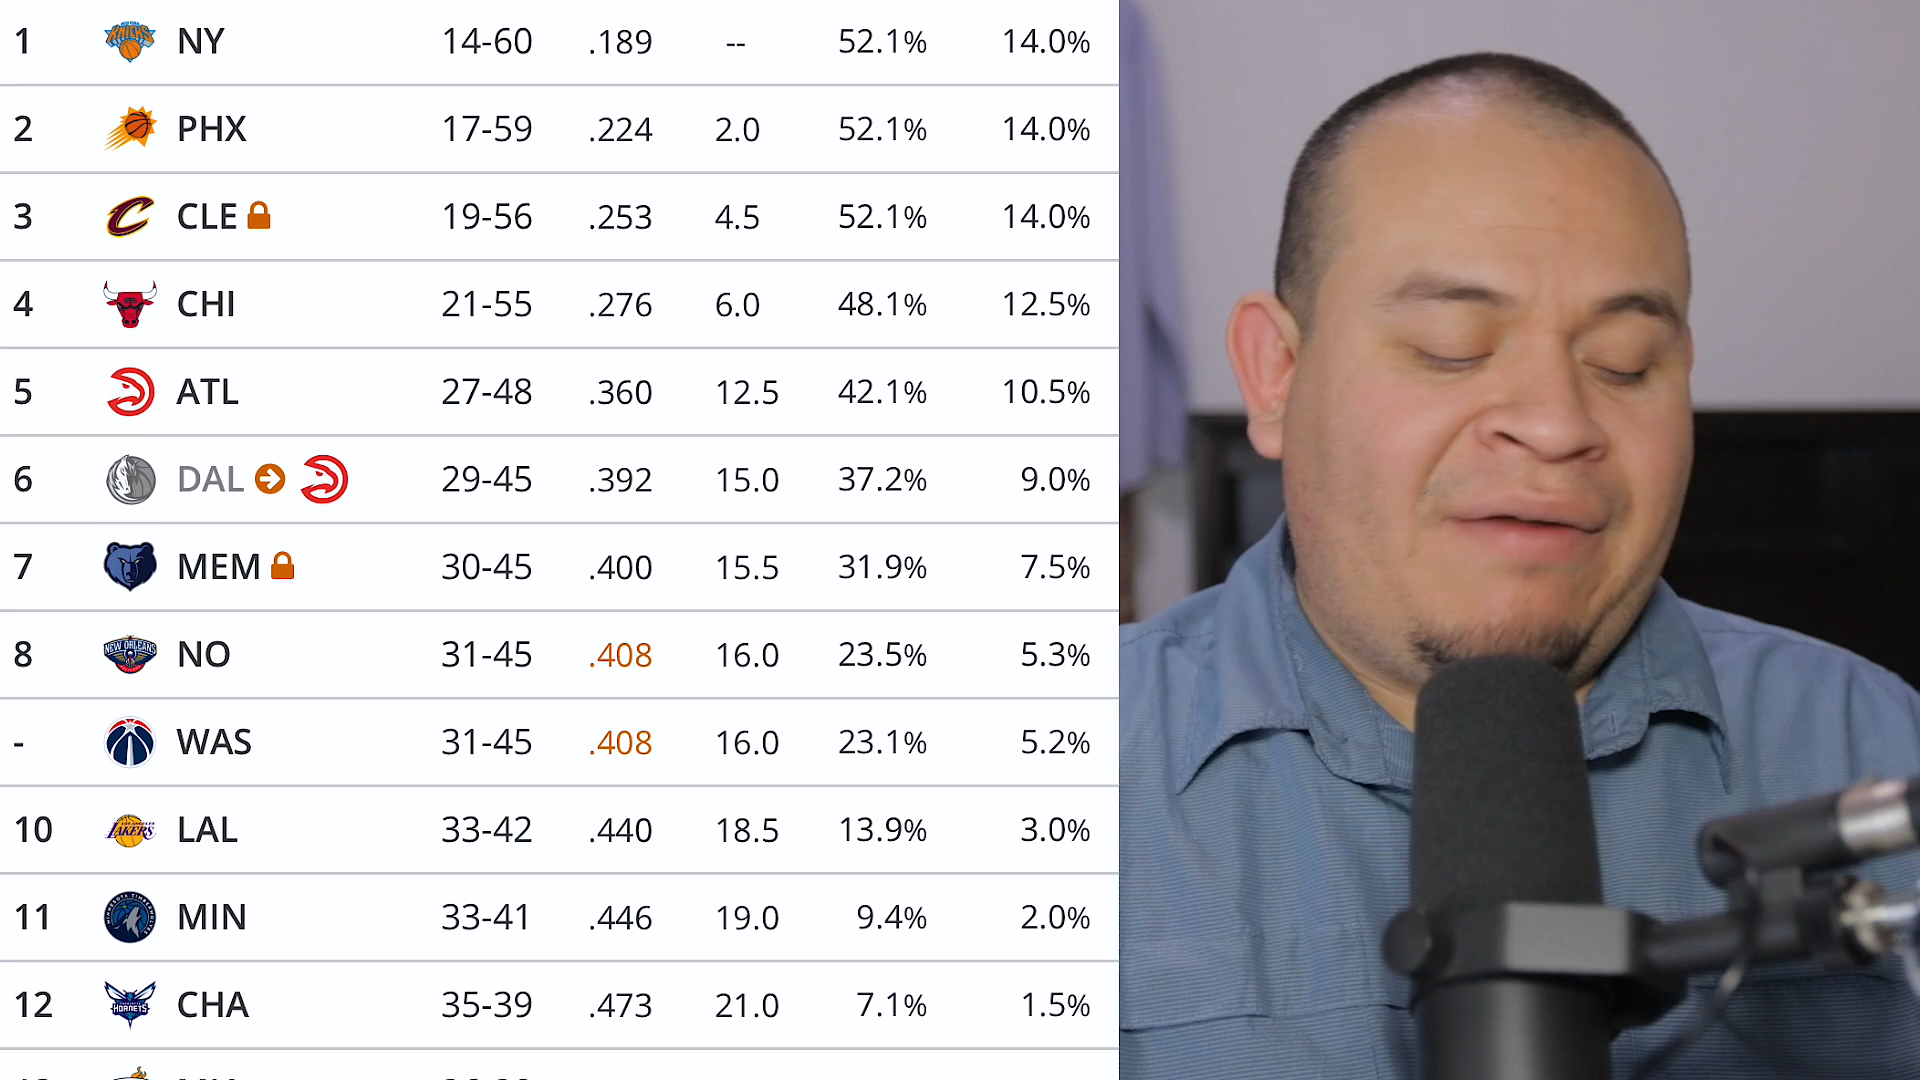 1 KNICKS NY 14-60 .189 -- 52.1% 14.0%
2 PHX 17-59 .224 2.0 52.1% 14.0%
3 CLE 19-56 .253 4.5 52.1% 14.0%
4 CHI 21-55 .276 6.0 48.1% 12.5%
5 ATL 27-48 .360 12.5 42.1% 10.5%
6 DAL 29-45 .392 15.0 37.2% 9.0%
7 MEM 30-45 .400 15.5 31.9% 7.5%
8 NEW ORLEANS NO 31-45 .408 16.0 23.5% 5.3%
- WAS 31-45 .408 16.0 23.1% 5.2%
10 LAKERS LAL 33-42 .440 18.5 13.9% 3.0%
11 MIN 33-41 .446 19.0 9.4% 2.0%
12 HORNETS CHA 35-39 .473 21.0 7.1% 1.5%